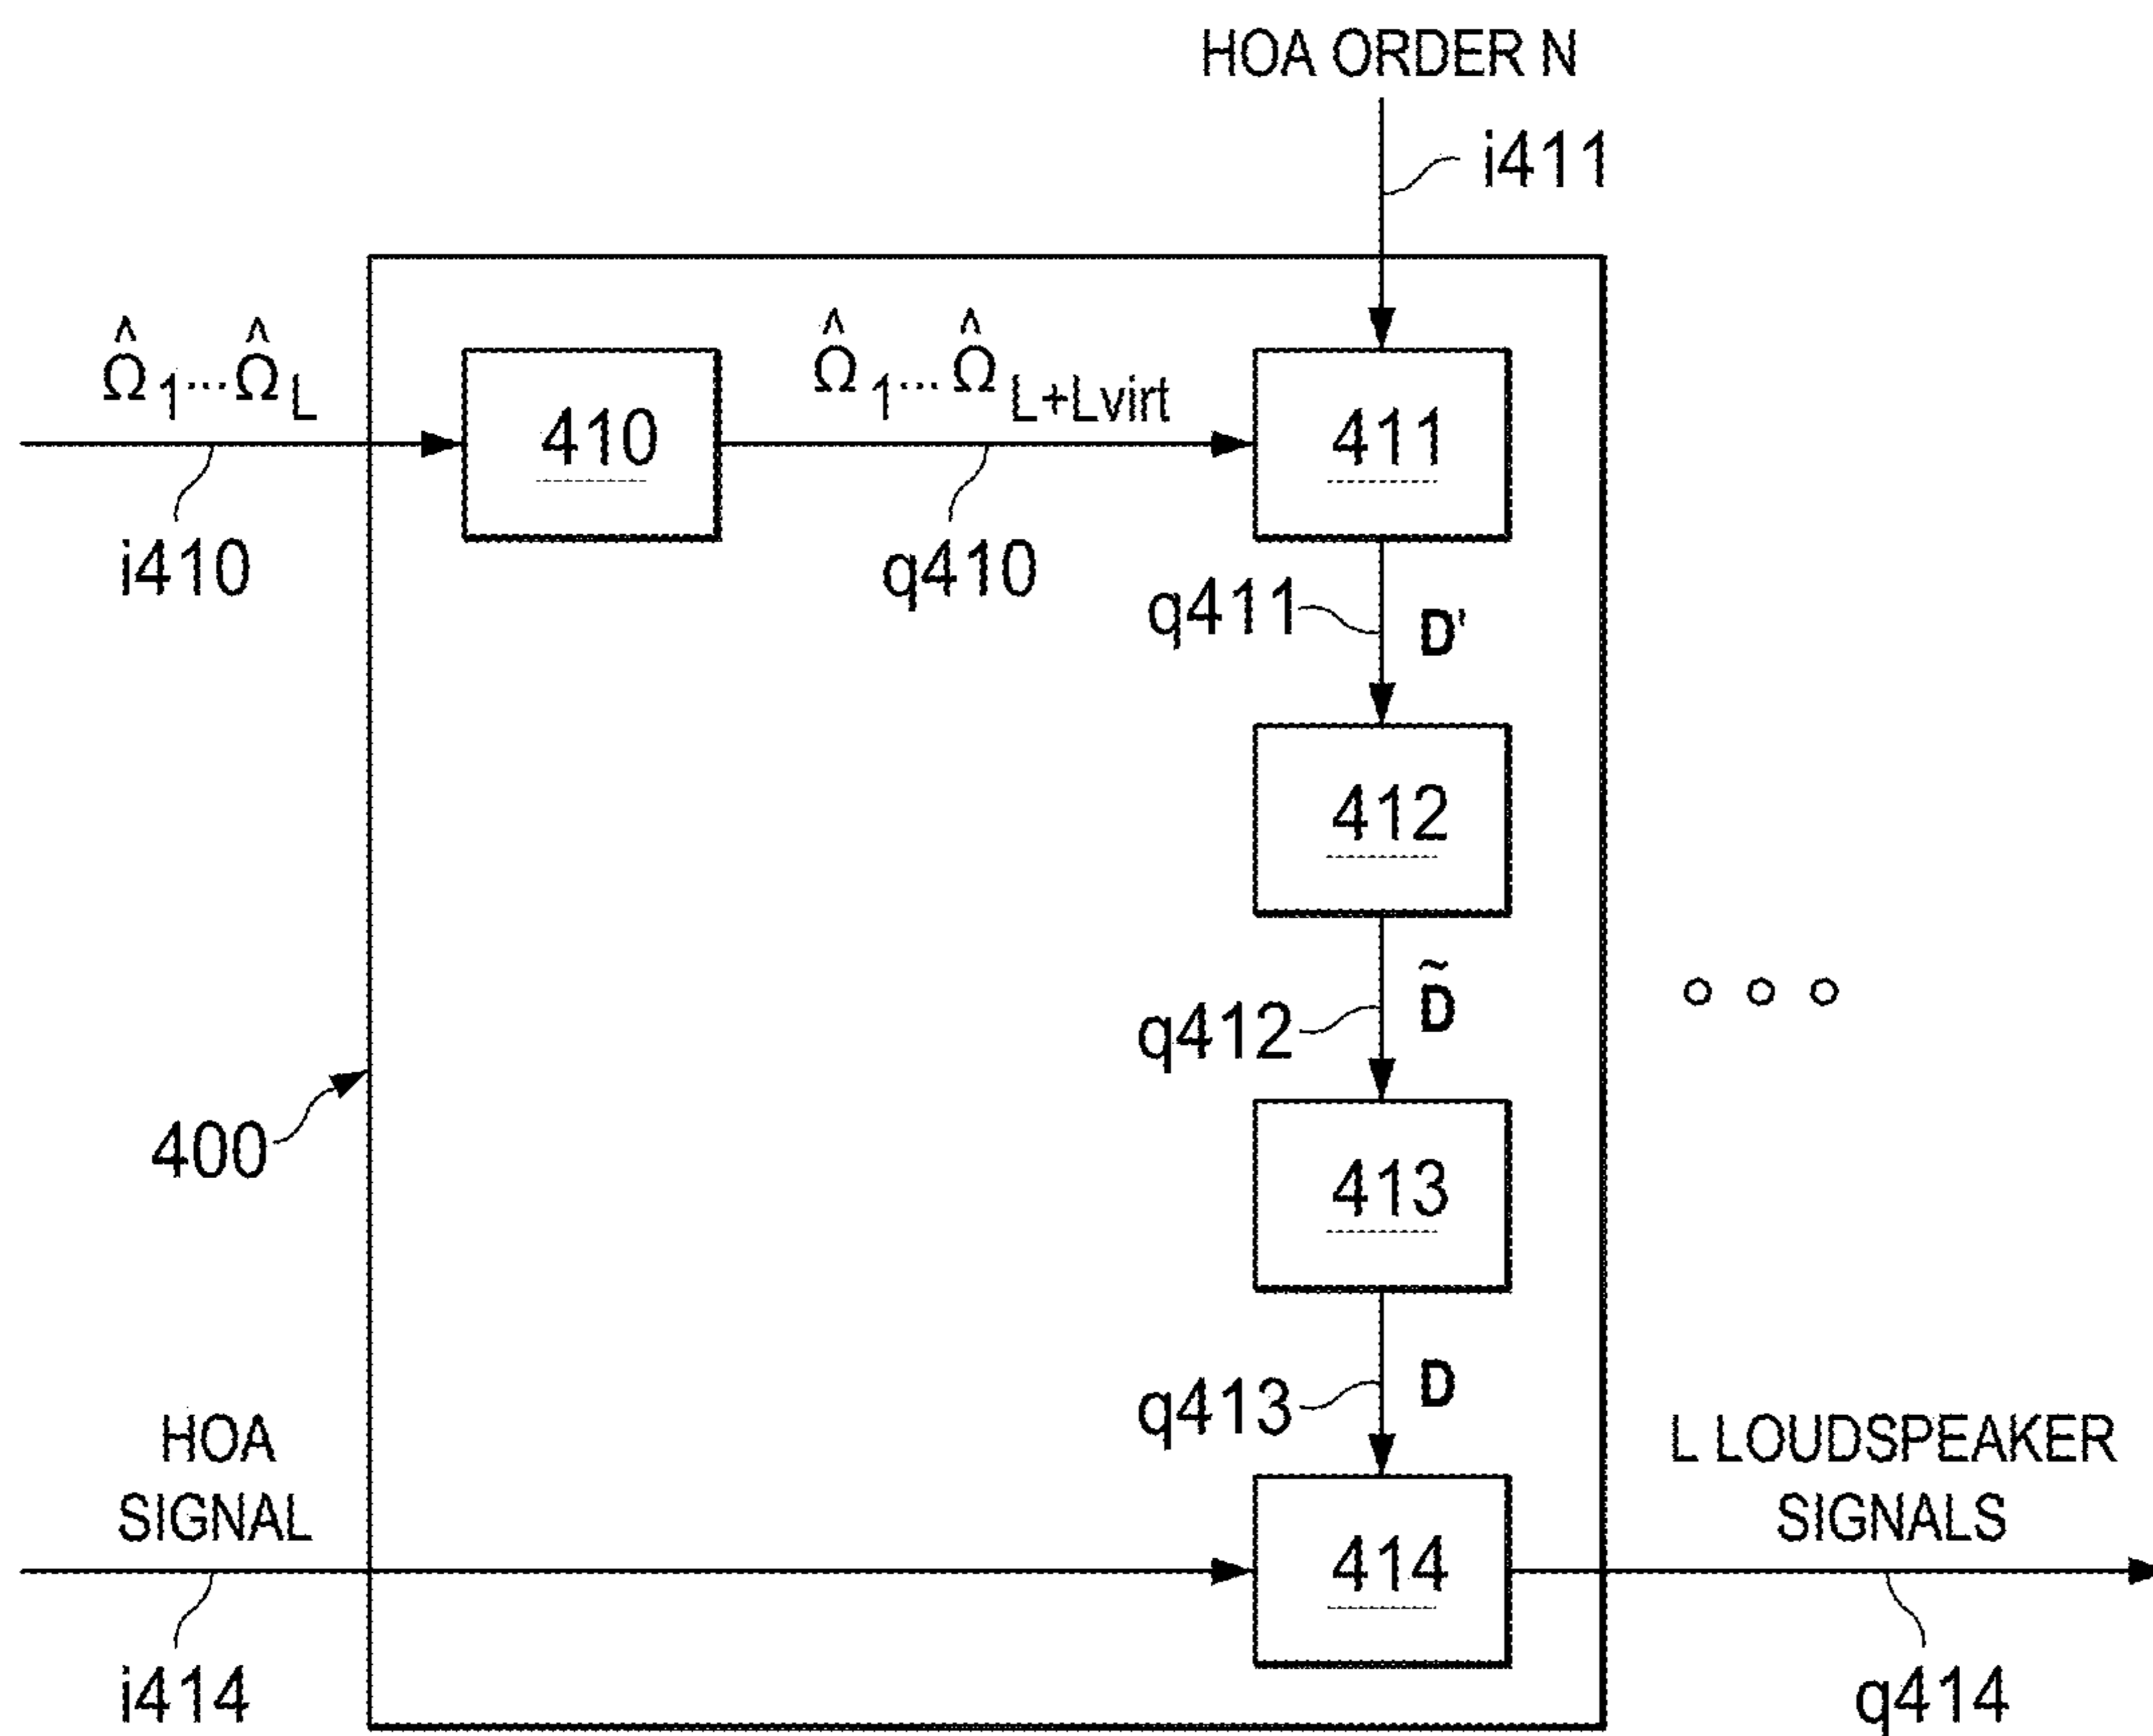 HOA ORDER N
i411
Ω̂1...Ω̂L
Ω̂1...Ω̂L+Lvirt
410
411
i410
q410
q411
D'
412
q412
D̃
400
413
q413
D
HOA
SIGNAL
L LOUDSPEAKER
SIGNALS
414
i414
q414